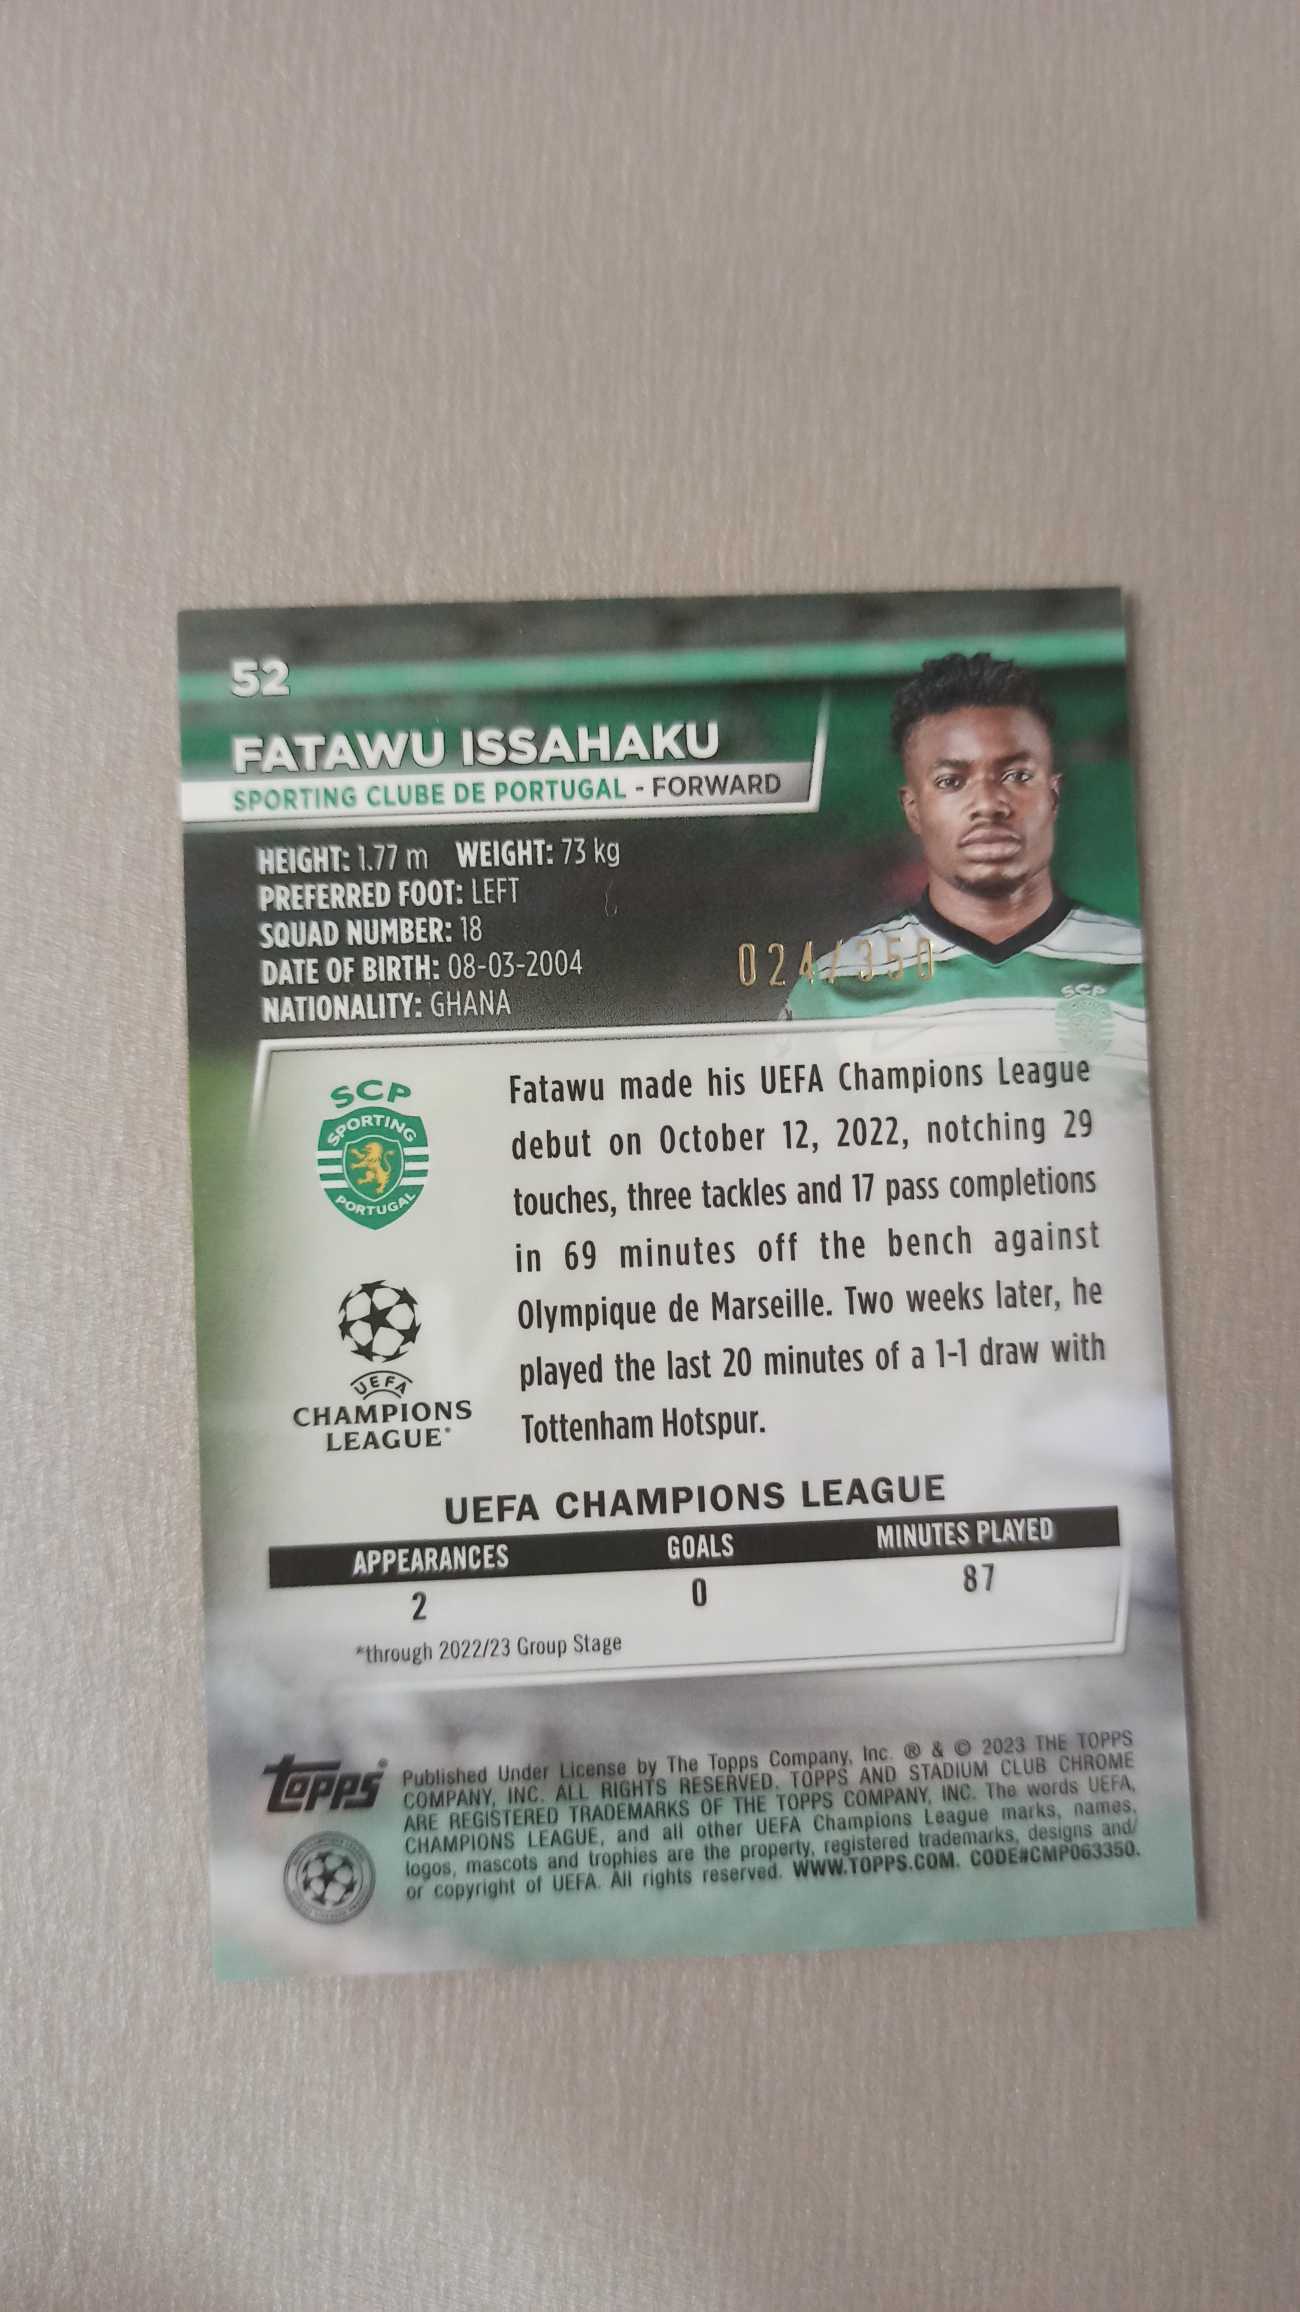 52
FATAWU ISSAHAKU
SPORTING CLUBE DE PORTUGAL - FORWARD
HEIGHT: 1.77 m WEIGHT: 73 kg
PREFERRED FOOT: LEFT
SQUAD NUMBER: 18
DATE OF BIRTH: 08-03-2004
NATIONALITY: GHANA
024/350
SCP
SCP
SPORTING
PORTUGAL
Fatawu made his UEFA Champions League
debut on October 12, 2022, notching 29
touches, three tackles and 17 pass completions
in 69 minutes off the bench against
Olympique de Marseille. Two weeks later, he
played the last 20 minutes of a 1-1 draw with
Tottenham Hotspur.
UEFA
CHAMPIONS
LEAGUE®
UEFA CHAMPIONS LEAGUE
APPEARANCES GOALS MINUTES PLAYED
2 0 87
*through 2022/23 Group Stage
topps®
Published Under License by The Topps Company, Inc. ® & © 2023 THE TOPPS
COMPANY, INC. ALL RIGHTS RESERVED. TOPPS AND STADIUM CLUB CHROME
ARE REGISTERED TRADEMARKS OF THE TOPPS COMPANY, INC. The words UEFA,
CHAMPIONS LEAGUE, and all other UEFA Champions League marks, names,
logos, mascots and trophies are the property, registered trademarks, designs and/
or copyright of UEFA. All rights reserved. WWW.TOPPS.COM. CODE#CMP063350.